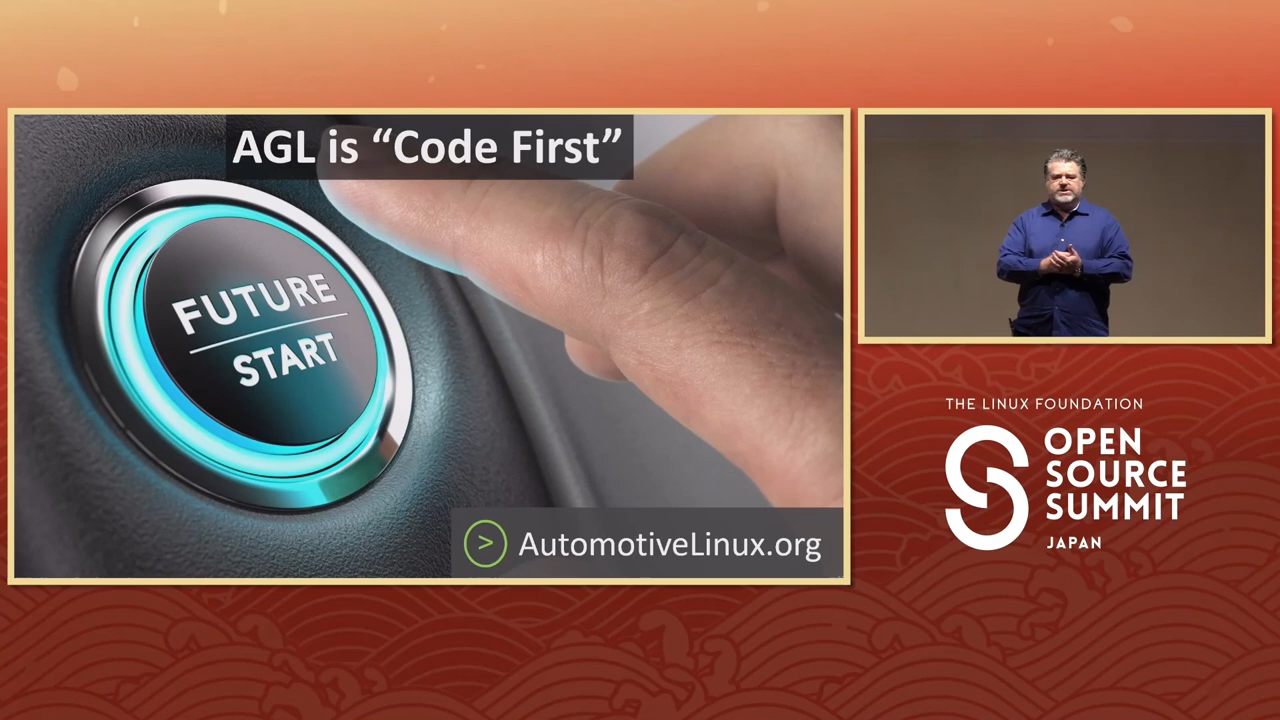 AGL is “Code First”
FUTURE
START
> AutomotiveLinux.org
THE LINUX FOUNDATION
OPEN
SOURCE
SUMMIT
JAPAN